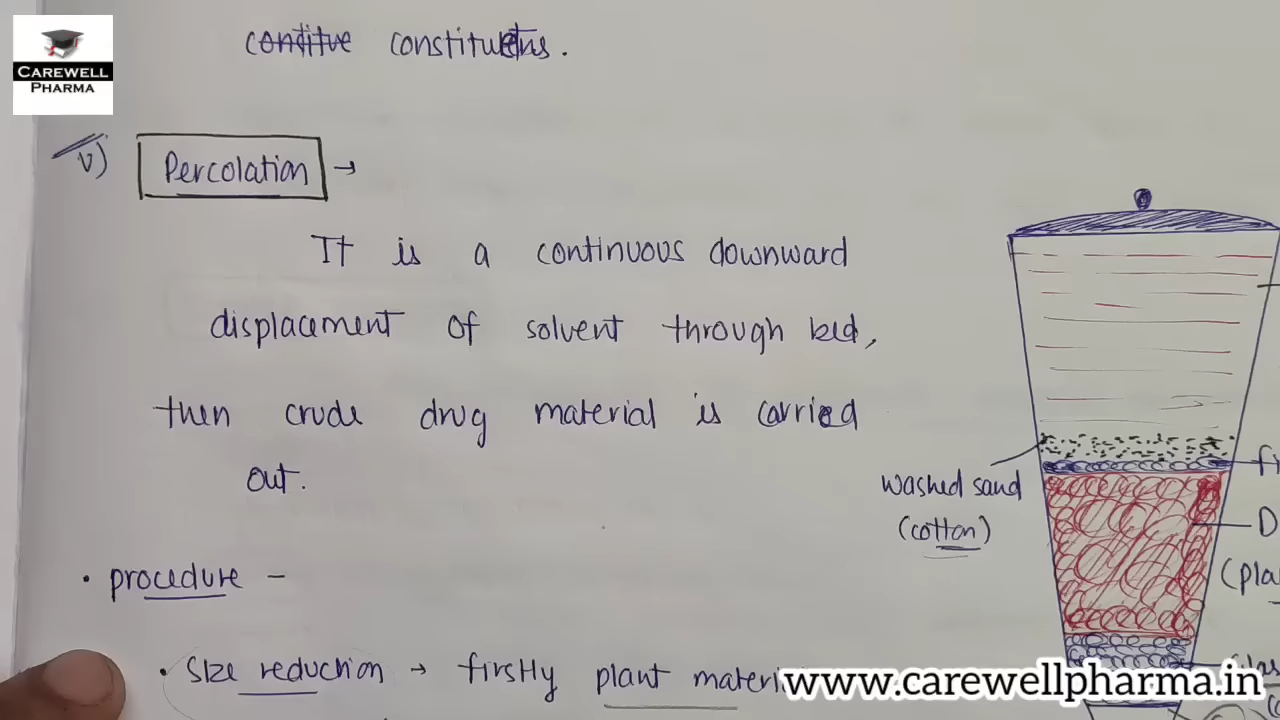 CAREWELL
PHARMA
constituents.
v) Percolation →
It is a continuous downward
displacement of solvent through bed,
then crude drug material is carried
out.
washed sand
(cotton)
• procedure –
• Size reduction → firstly plant materi
www.carewellpharma.in